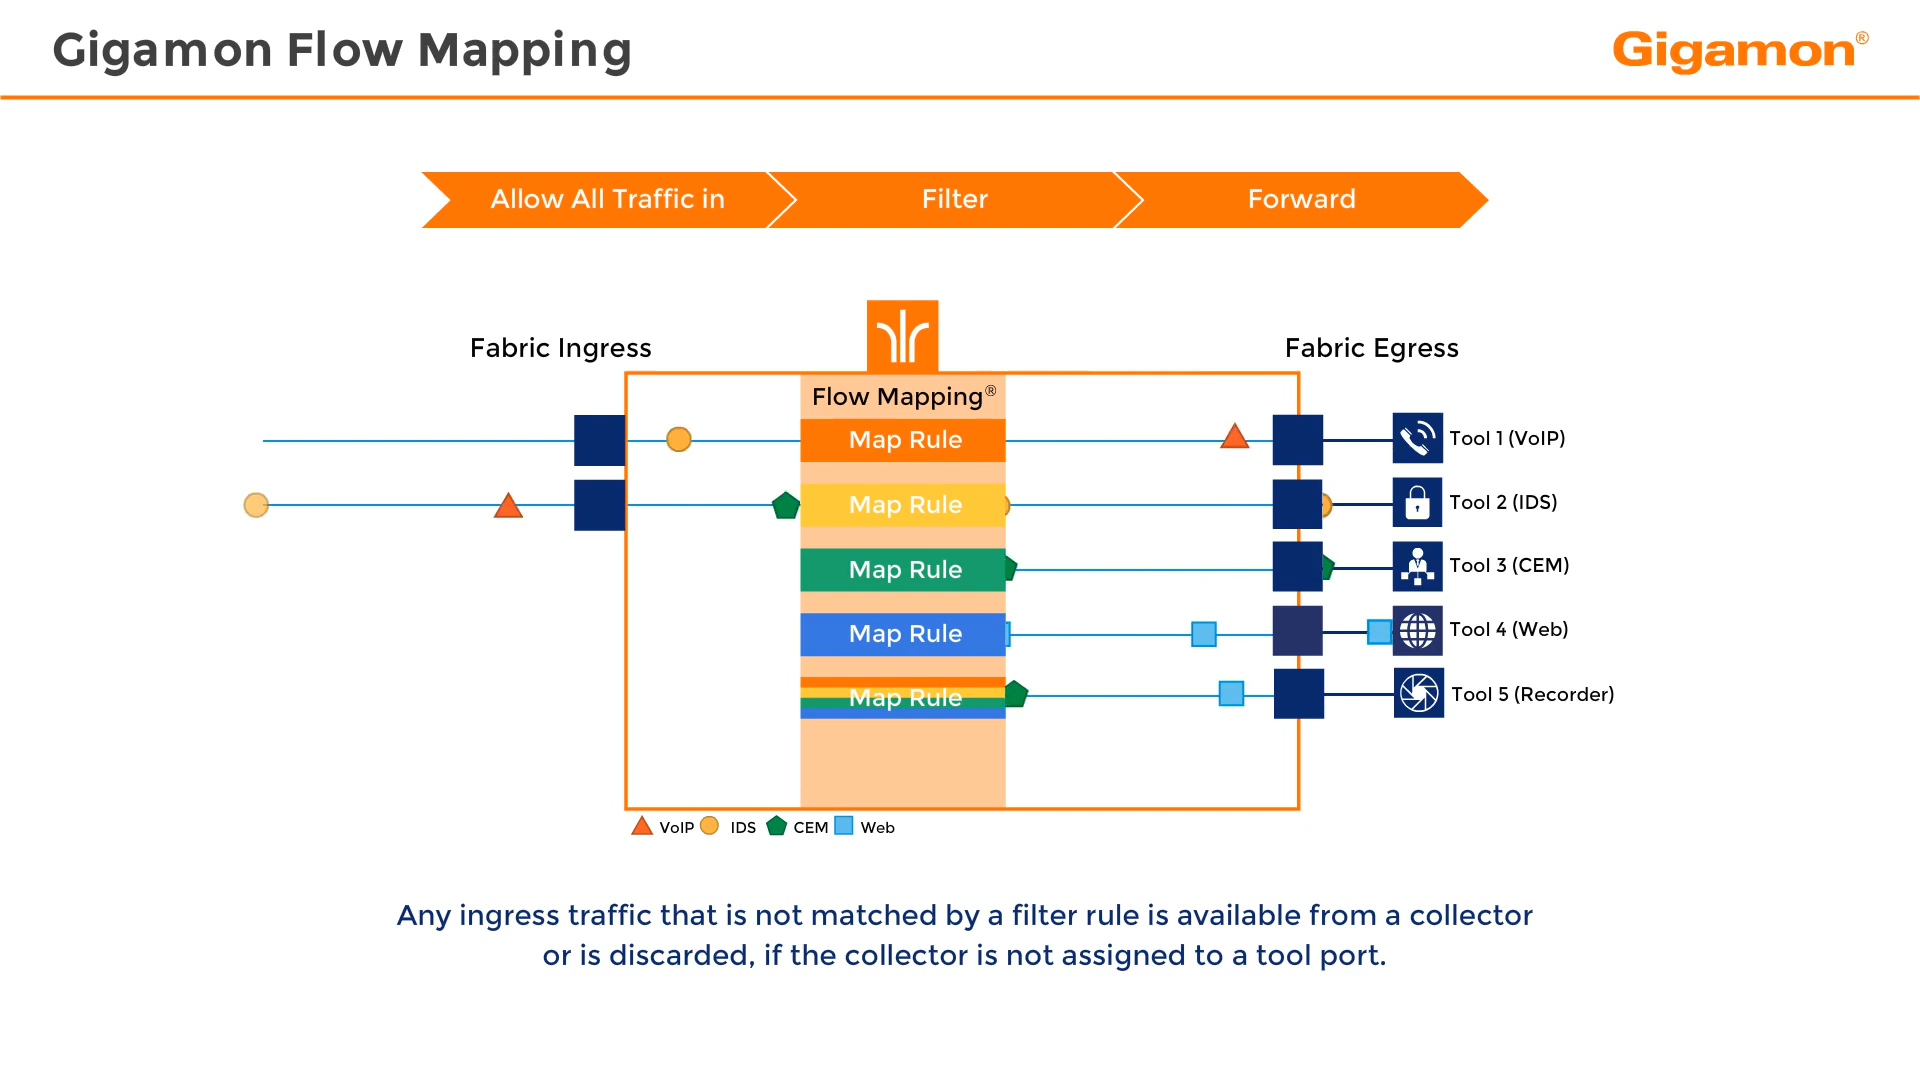 Gigamon Flow Mapping
Gigamon®
Allow All Traffic in
Filter
Forward
Fabric Ingress
Fabric Egress
Flow Mapping®
Map Rule
Tool 1 (VoIP)
Map Rule
Tool 2 (IDS)
Map Rule
Tool 3 (CEM)
Map Rule
Tool 4 (Web)
Map Rule
Tool 5 (Recorder)
VoIP IDS CEM Web
Any ingress traffic that is not matched by a filter rule is available from a collector
or is discarded, if the collector is not assigned to a tool port.